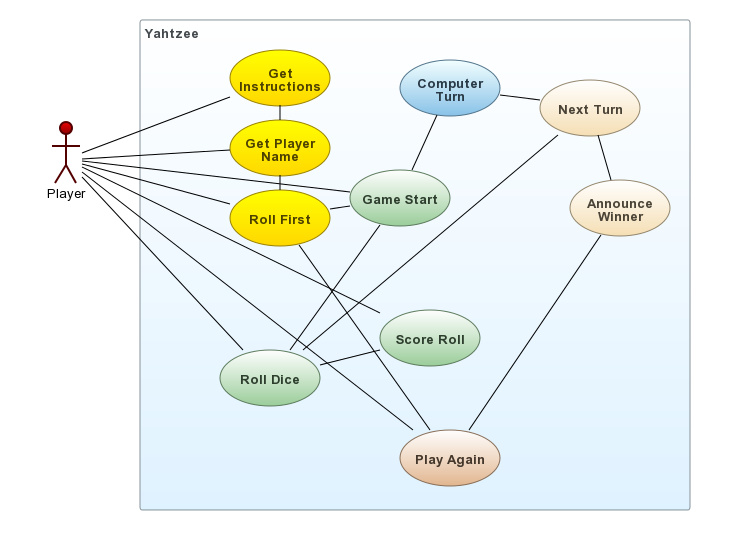 Yahtzee
Get
Instructions
Computer
Turn
Next Turn
Get Player
Name
Player
Game Start
Roll First
Announce
Winner
Score Roll
Roll Dice
Play Again